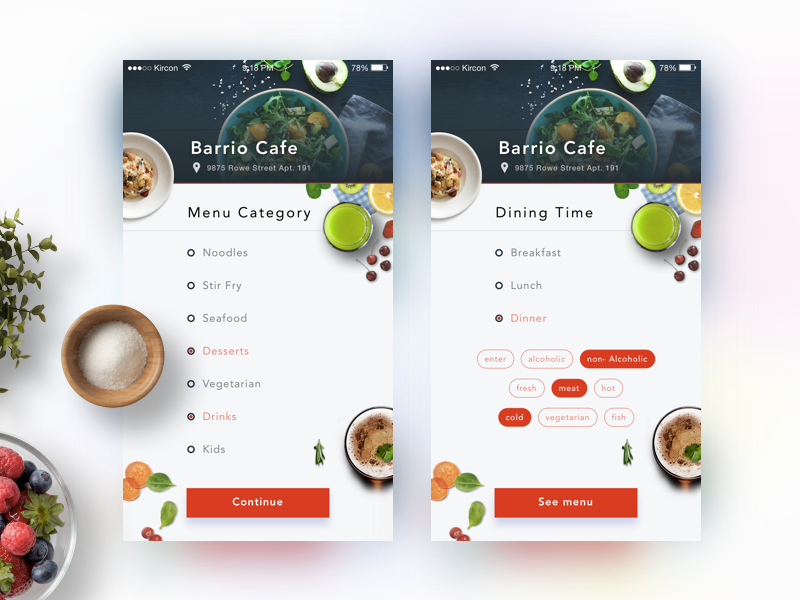 Kircon 9:18 PM 78%
Barrio Cafe
9875 Rowe Street Apt. 191
Menu Category
Noodles
Stir Fry
Seafood
Desserts
Vegetarian
Drinks
Kids
Continue
Kircon 9:18 PM 78%
Barrio Cafe
9875 Rowe Street Apt. 191
Dining Time
Breakfast
Lunch
Dinner
enter alcoholic non- Alcoholic
fresh meat hot
cold vegetarian fish
See menu